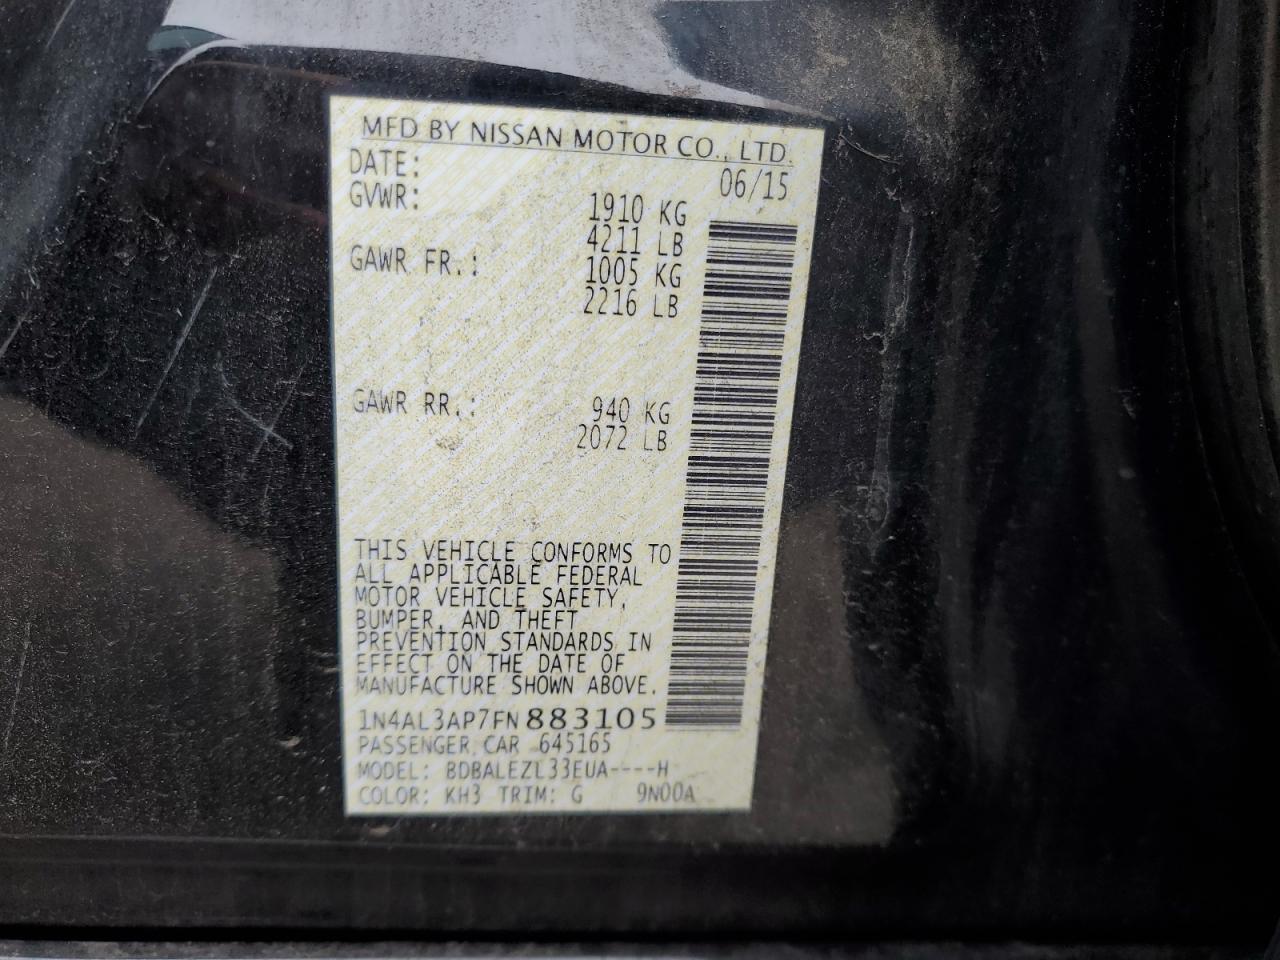 MFD BY NISSAN MOTOR CO., LTD.
DATE: 06/15
GVWR: 1910 KG
4211 LB
GAWR FR.: 1005 KG
2216 LB
GAWR RR.: 940 KG
2072 LB
THIS VEHICLE CONFORMS TO
ALL APPLICABLE FEDERAL
MOTOR VEHICLE SAFETY,
BUMPER, AND THEFT
PREVENTION STANDARDS IN
EFFECT ON THE DATE OF
MANUFACTURE SHOWN ABOVE.
1N4AL3AP7FN883105
PASSENGER CAR 645165
MODEL: BDBALEZL33EUA----H
COLOR: KH3 TRIM: G 9N00A